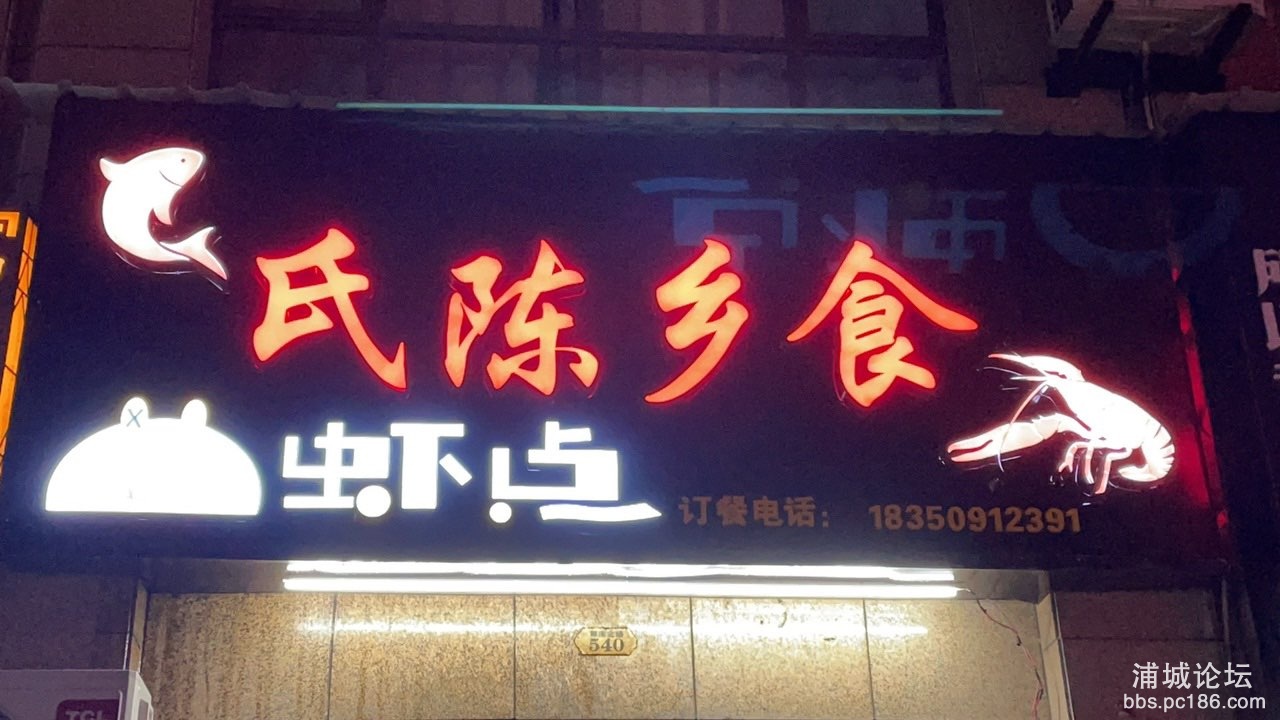 氏陈乡食
虾点
订餐电话： 18350912391
540
TCL
浦城论坛
bbs.pc186.com